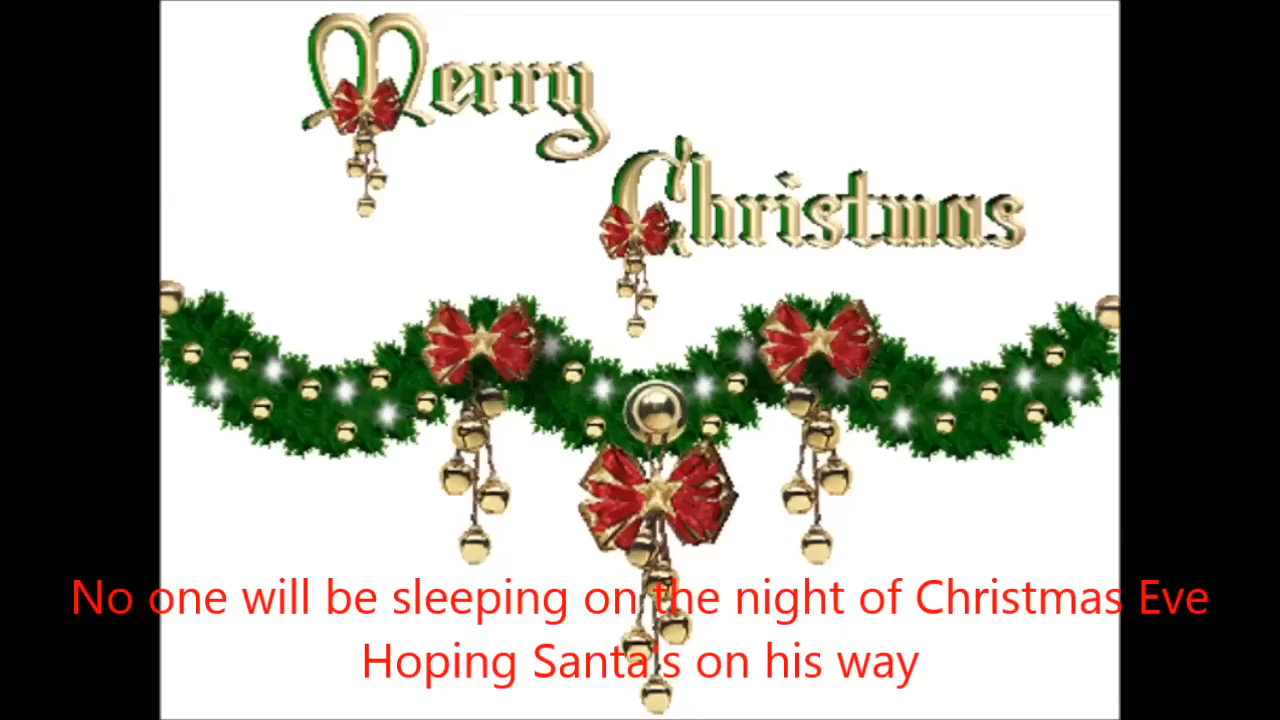 Merry
Christmas
No one will be sleeping on the night of Christmas Eve
Hoping Santa's on his way